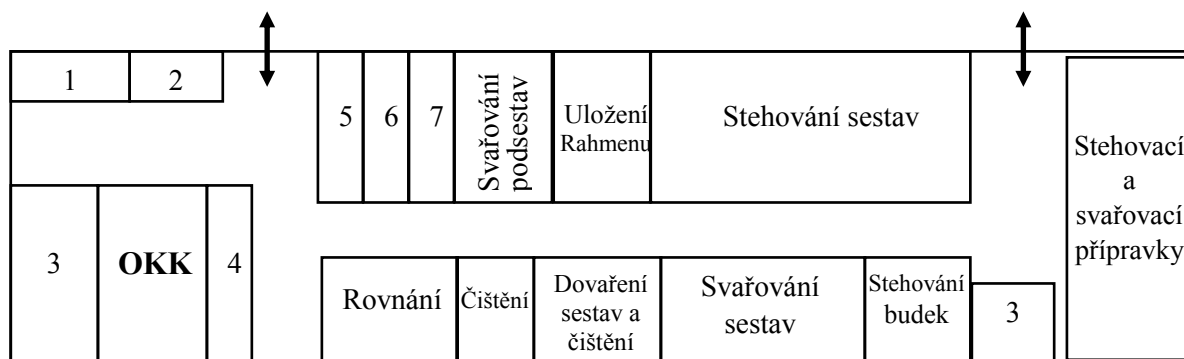 1
2
5
6
7
Svařování
podsestav
Uložení
Rahmenu
Stehování sestav
Stehovací
a
svařovací
přípravky
3
OKK
4
Rovnání
Čištění
Dovaření
sestav a
čištění
Svařování
sestav
Stehování
budek
3